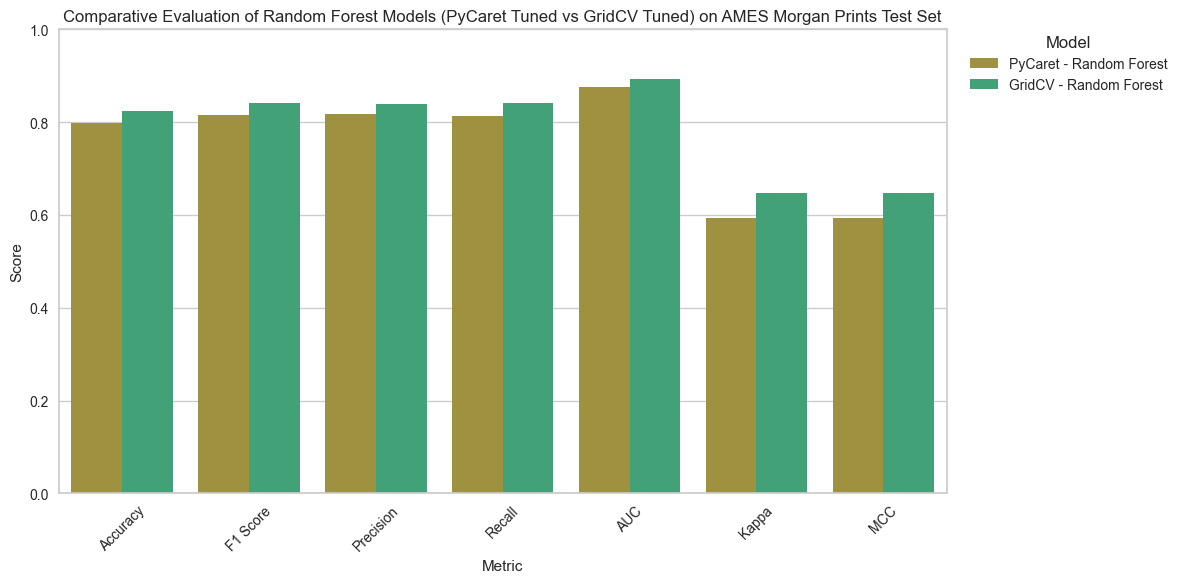 Comparative Evaluation of Random Forest Models (PyCaret Tuned vs GridCV Tuned) on AMES Morgan Prints Test Set
Model
PyCaret - Random Forest
GridCV - Random Forest
Score
1.0
0.8
0.6
0.4
0.2
0.0
Accuracy
F1 Score
Precision
Recall
AUC
Kappa
MCC
Metric